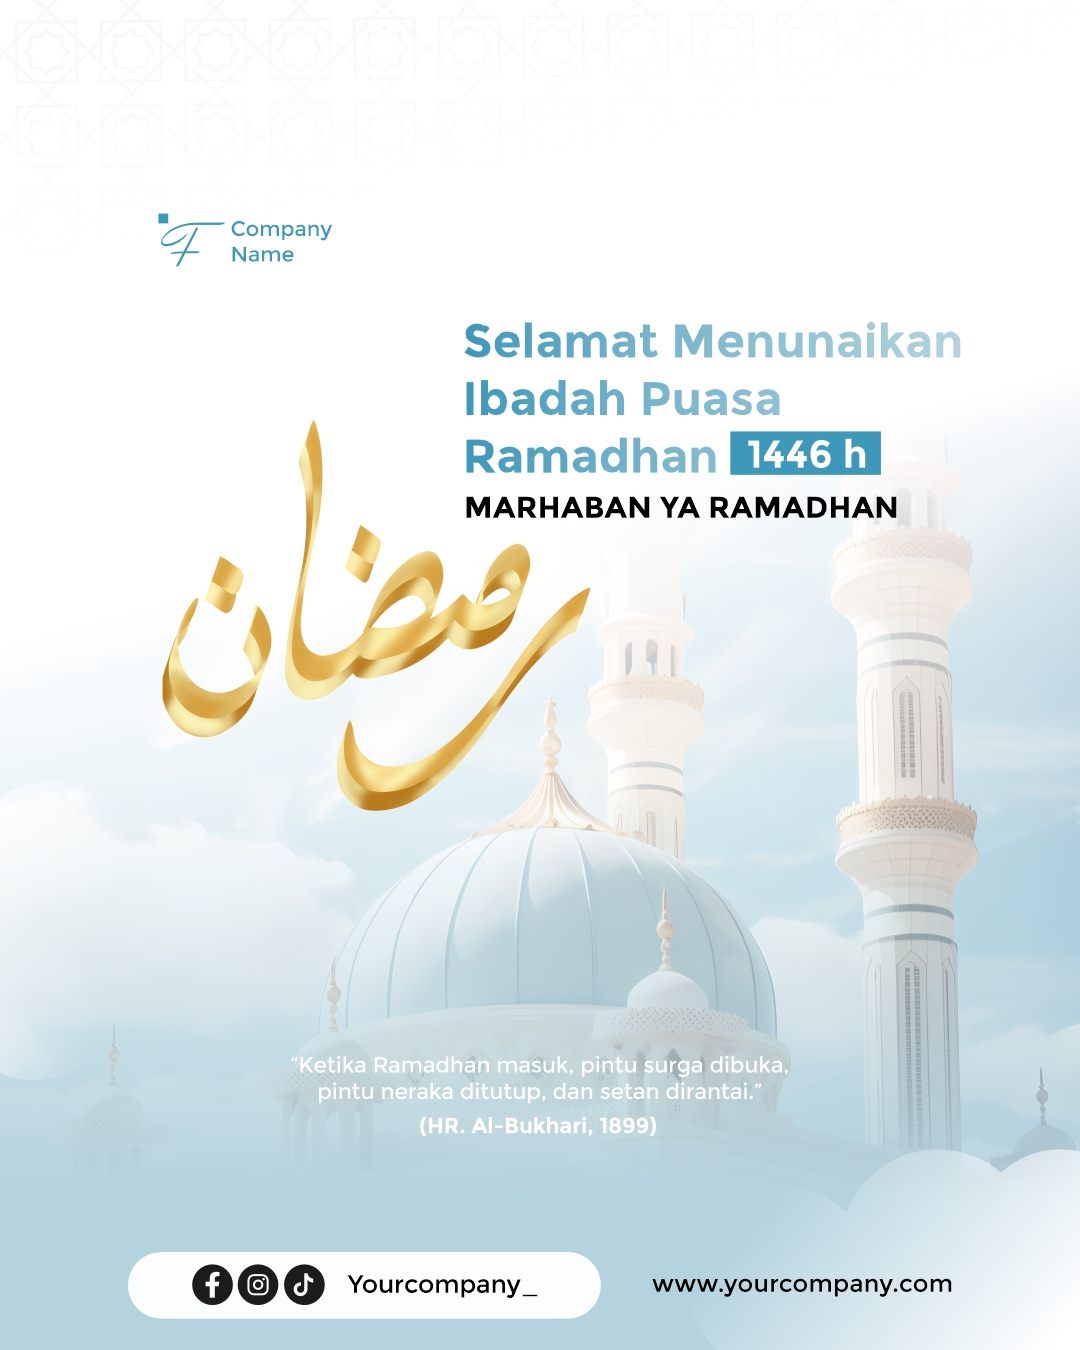 Company
Name
Selamat Menunaikan
Ibadah Puasa
Ramadhan 1446 h
MARHABAN YA RAMADHAN
رمضان
“Ketika Ramadhan masuk, pintu surga dibuka,
pintu neraka ditutup, dan setan dirantai.”
(HR. Al-Bukhari, 1899)
Yourcompany_
www.yourcompany.com